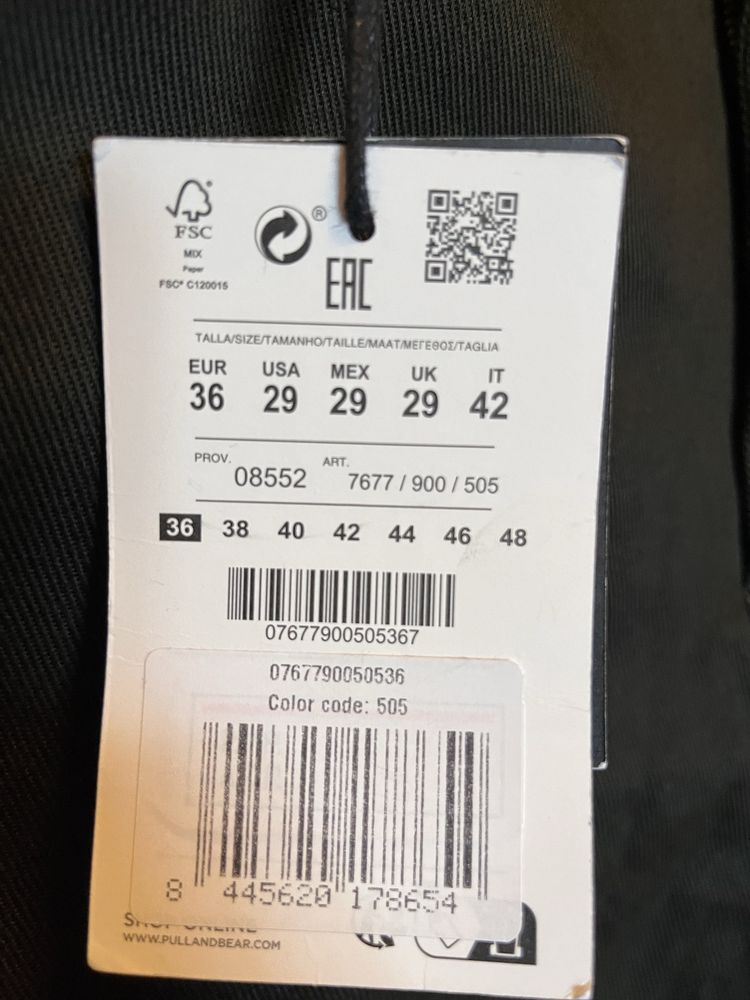 FSC
MIX
Paper
FSC® C120015
®
EAC
TALLA/SIZE/TAMANHO/TAILLE/MAAT/ΜΕΓΕΘΟΣ/TAGLIA
EUR USA MEX UK IT
36 29 29 29 42
PROV. 08552 ART. 7677 / 900 / 505
36 38 40 42 44 46 48
07677900505367
0767790050536
Color code: 505
8 445620 178654
SHOP ONLINE
WWW.PULLANDBEAR.COM